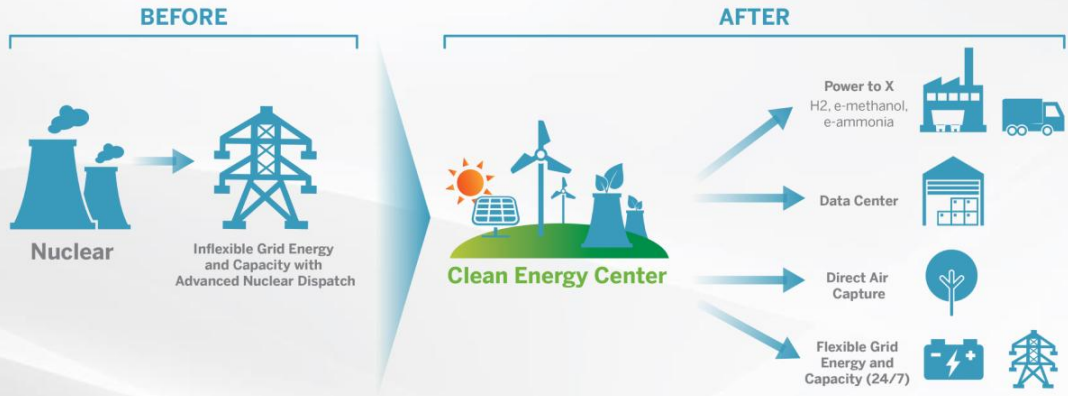 BEFORE
AFTER
Nuclear
Inflexible Grid Energy
and Capacity with
Advanced Nuclear Dispatch
Clean Energy Center
Power to X
H2, e-methanol,
e-ammonia
Data Center
Direct Air
Capture
Flexible Grid
Energy and
Capacity (24/7)